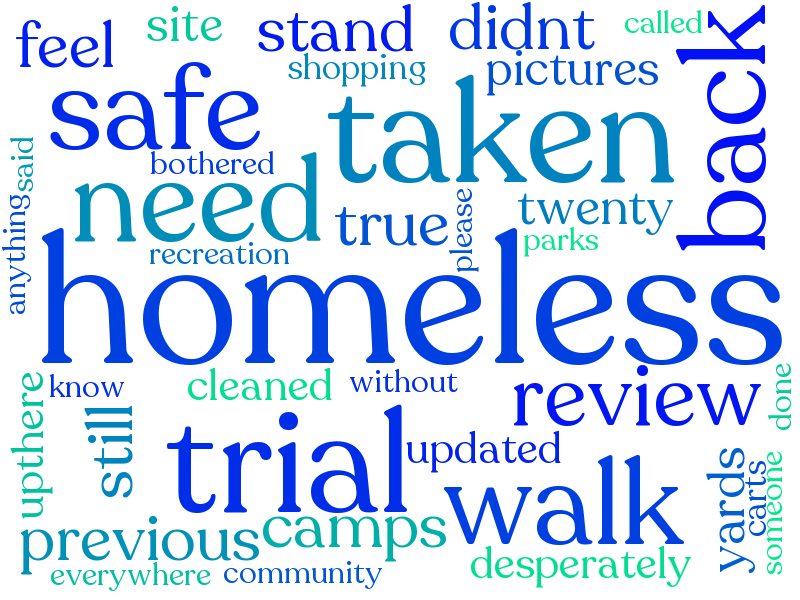 feel
site
stand
didnt
called
back
shopping
pictures
safe
taken
said
bothered
need
anything
true
please
twenty
parks
recreation
homeless
know
cleaned
without
review
done
upthere
still
trial
updated
walk
yards
carts
someone
previous
camps
desperately
everywhere
community